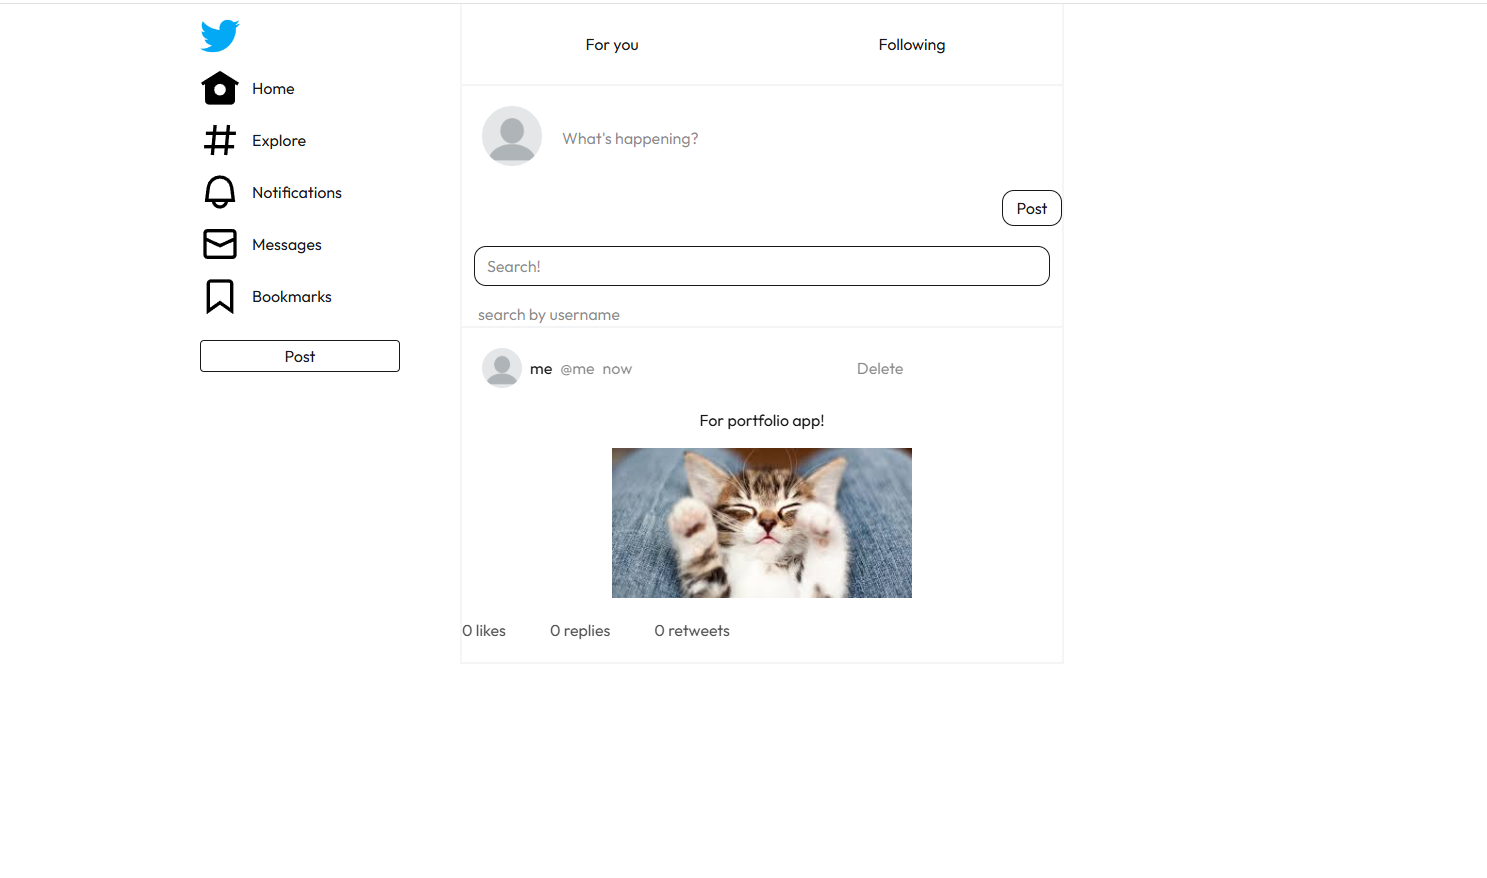 For you
Following
Home
Explore
Notifications
Messages
Bookmarks
Post
What's happening?
Post
Search!
search by username
me @me now
Delete
For portfolio app!
0 likes 0 replies 0 retweets